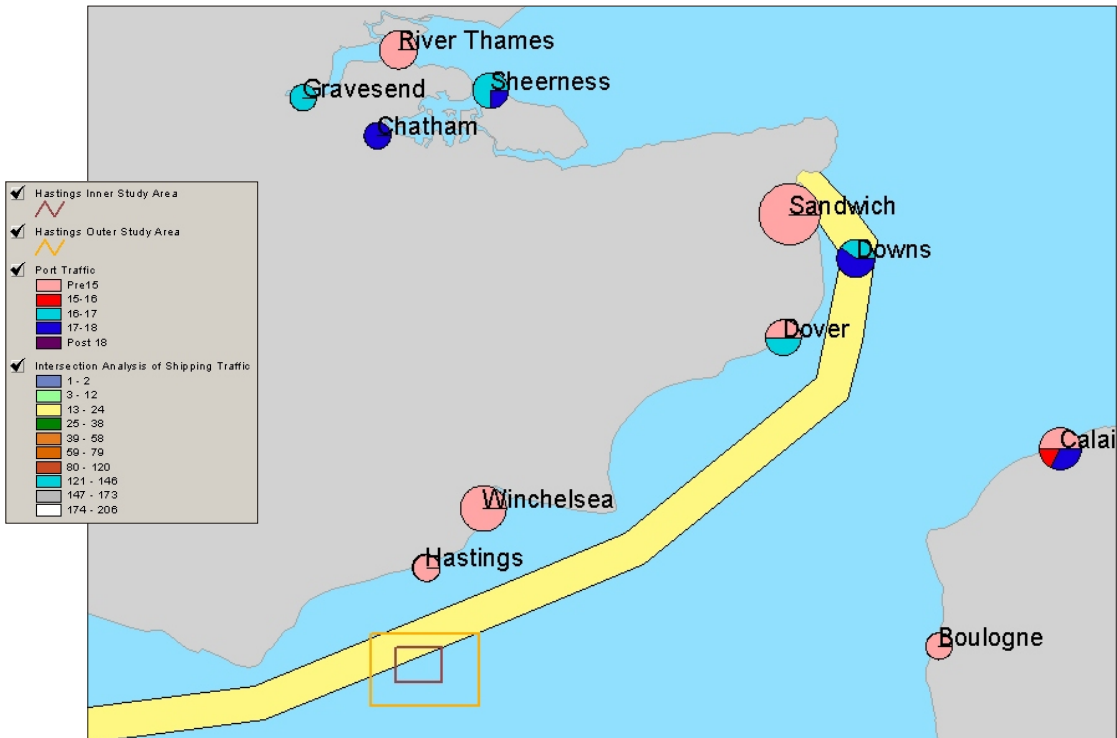 River Thames
Sheerness
Gravesend
Chatham
Hastings Inner Study Area
Hastings Outer Study Area
Port Traffic
Pre15
15-16
16-17
17-18
Post 18
Intersection Analysis of Shipping Traffic
1 - 2
3 - 12
13 - 24
25 - 38
39 - 58
59 - 79
80 - 120
121 - 146
147 - 173
174 - 206
Sandwich
Downs
Dover
Calai
Winchelsea
Hastings
Boulogne